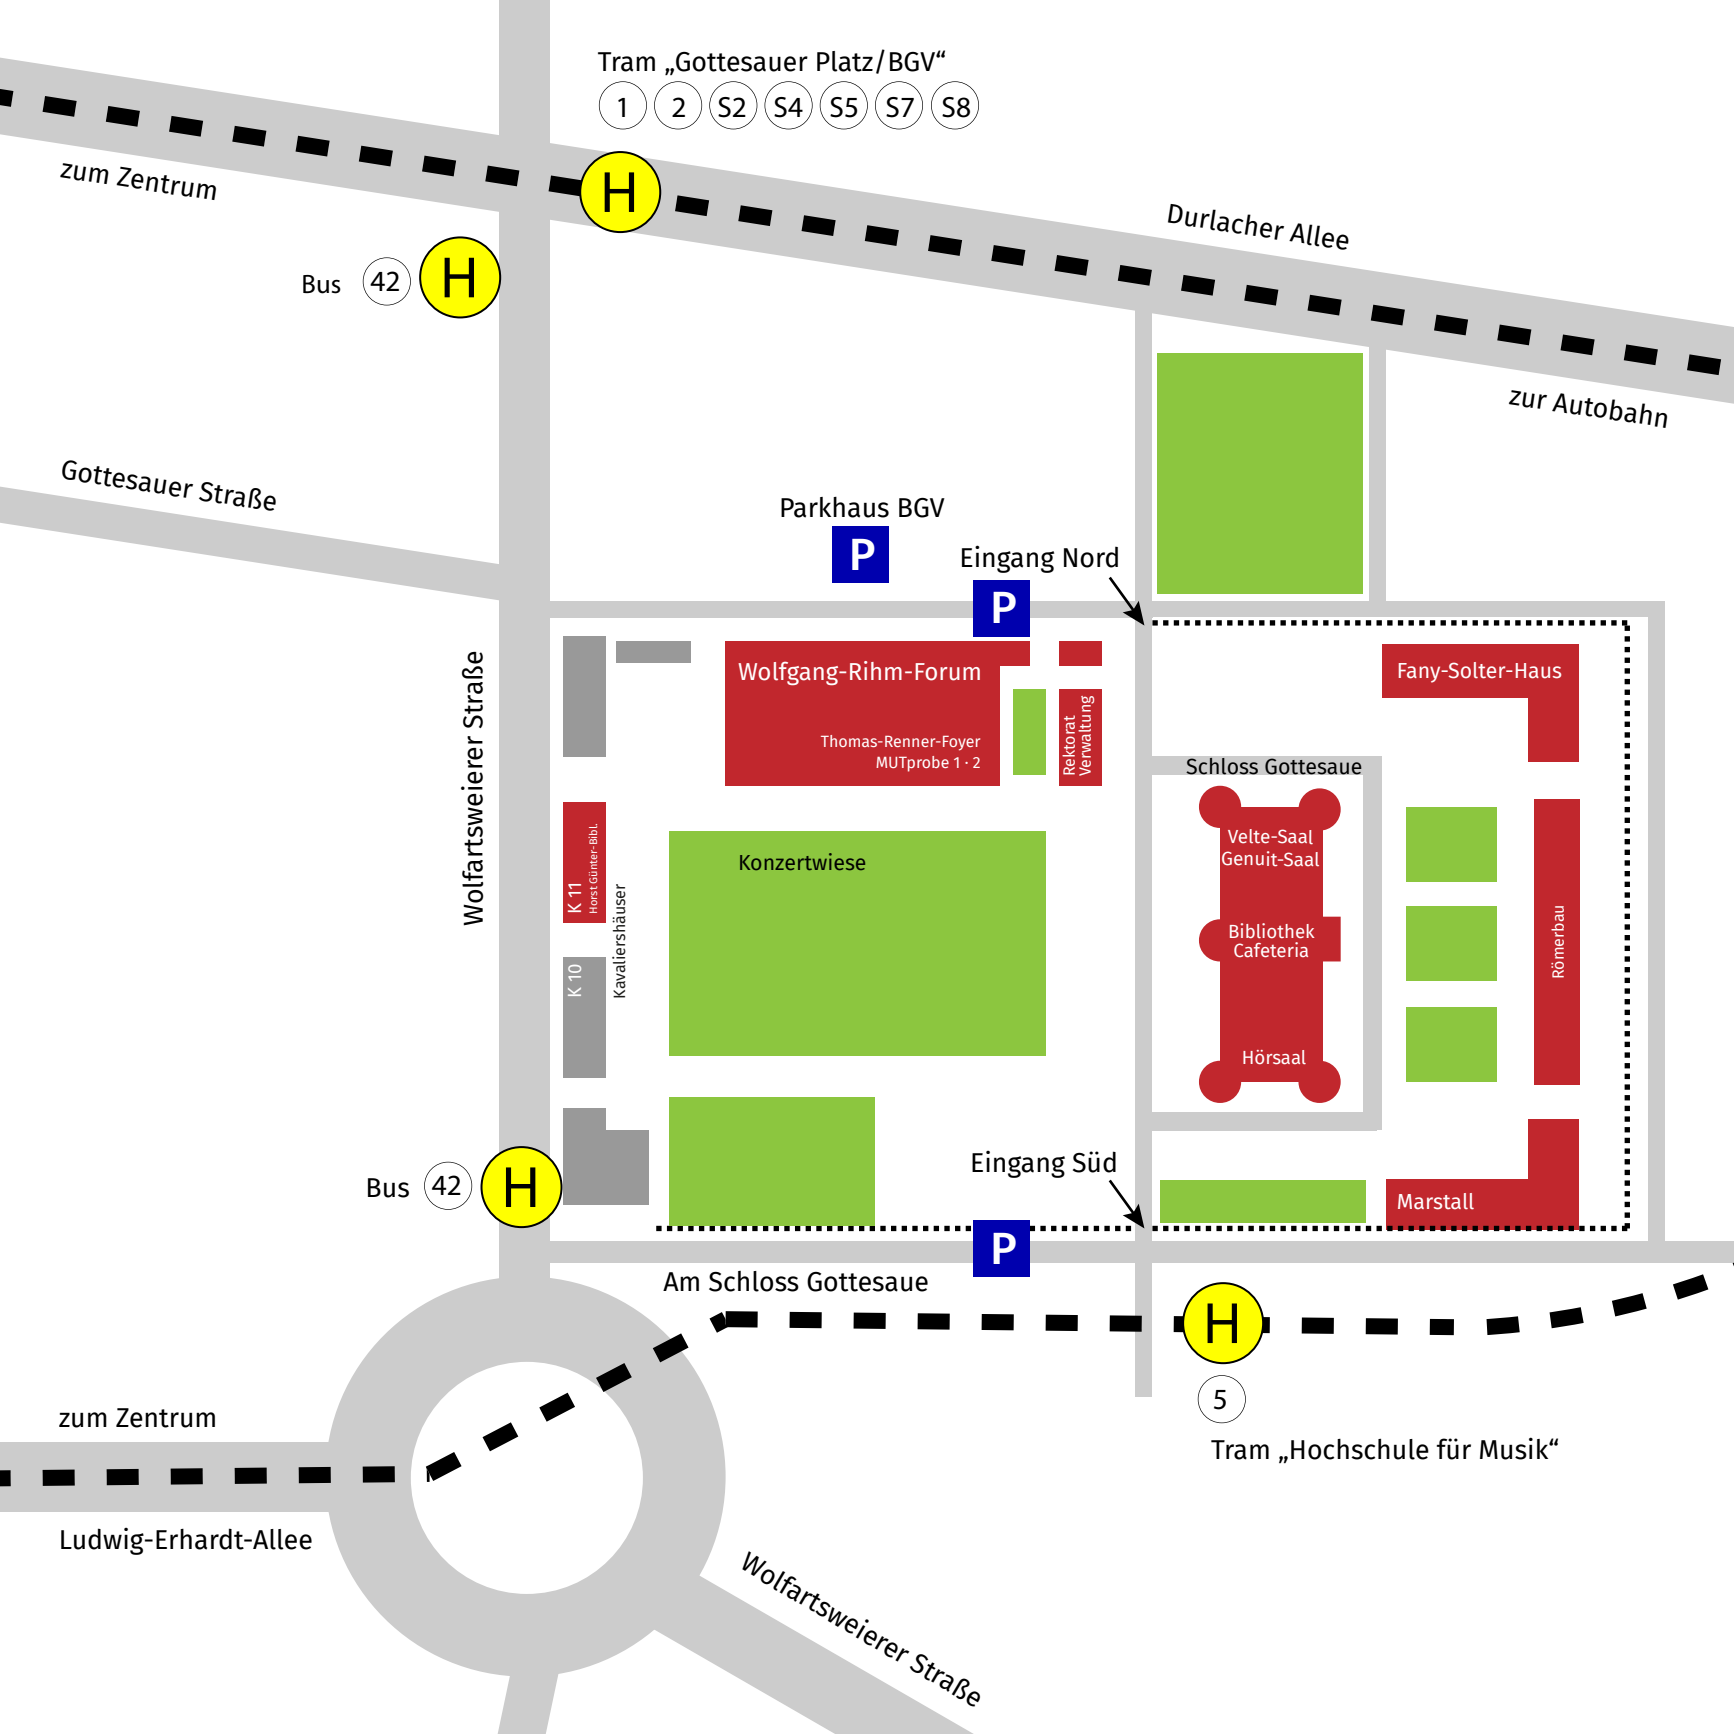 Tram „Gottesauer Platz/BGV“
1 2 S2 S4 S5 S7 S8
H
zum Zentrum
Durlacher Allee
Bus 42 H
zur Autobahn
Gottesauer Straße
Parkhaus BGV
P
Eingang Nord
P
Wolfartsweierer Straße
Wolfgang-Rihm-Forum
Thomas-Renner-Foyer
MUTprobe 1 · 2
Rektorat
Verwaltung
Fany-Solter-Haus
Schloss Gottesaue
Velte-Saal
Genuit-Saal
Bibliothek
Cafeteria
Hörsaal
Römerbau
K 11
Horst Günter-Bibl.
Kavaliershäuser
K 10
Konzertwiese
Eingang Süd
Bus 42 H
Marstall
P
Am Schloss Gottesaue
H
5
Tram „Hochschule für Musik“
zum Zentrum
Ludwig-Erhardt-Allee
Wolfartsweierer Straße